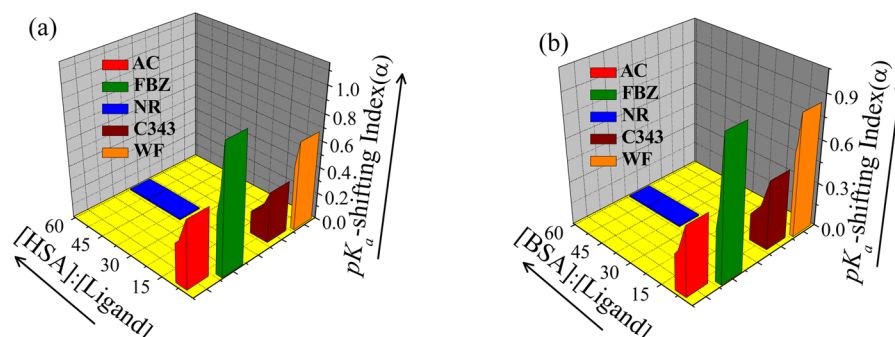 (a)
AC
FBZ
NR
C343
WF
1.0
0.8
0.6
0.4
0.2
0.0
pKa-shifting Index(α)
60
45
30
15
[HSA]:[Ligand]
(b)
AC
FBZ
NR
C343
WF
0.9
0.6
0.3
0.0
pKa-shifting Index(α)
60
45
30
15
[BSA]:[Ligand]